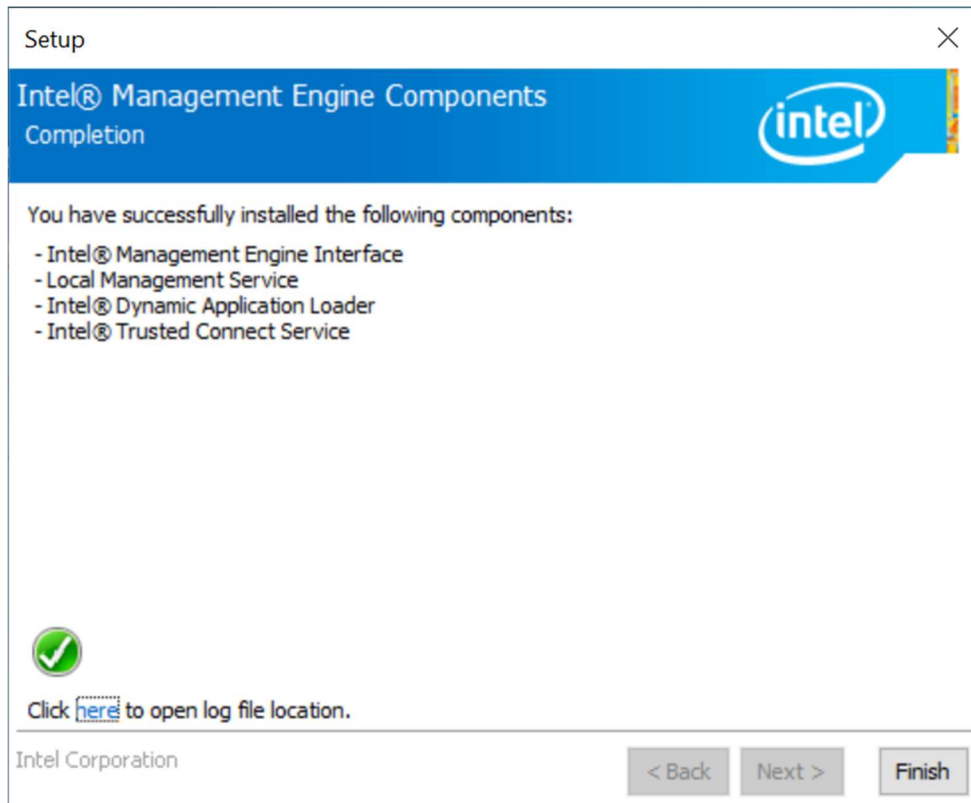 Setup
Intel® Management Engine Components
intel
Completion
You have successfully installed the following components:
- Intel® Management Engine Interface
- Local Management Service
- Intel® Dynamic Application Loader
- Intel® Trusted Connect Service
Click here to open log file location.
Intel Corporation
< Back
Next >
Finish